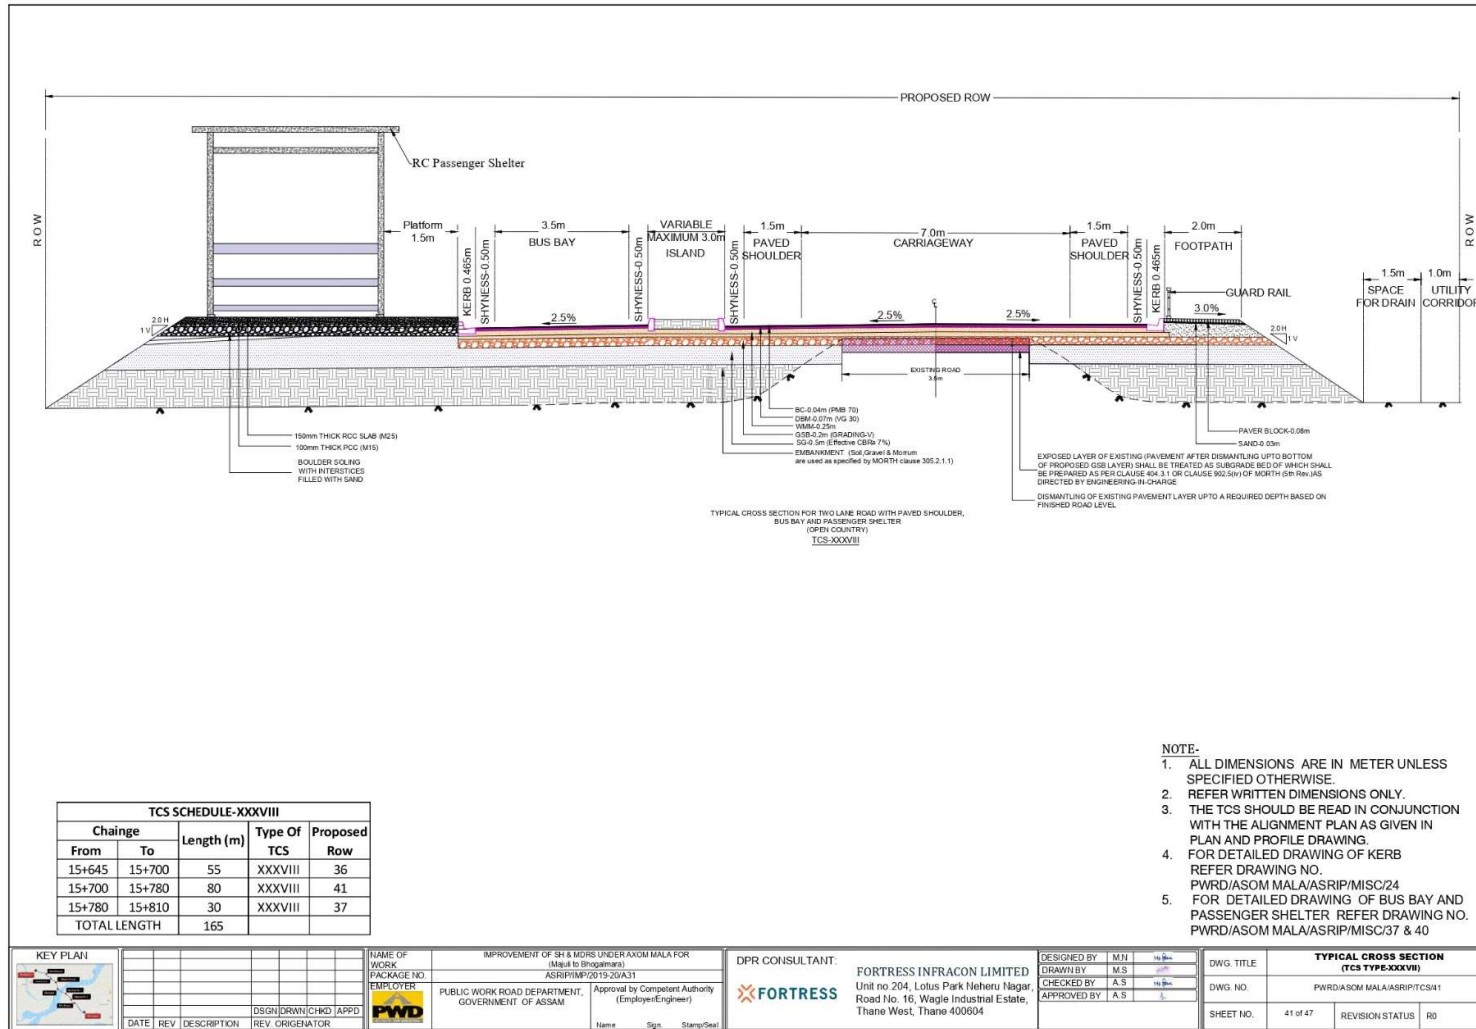 PROPOSED ROW
ROW
ROW
RC Passenger Shelter
Platform
1.5m
KERB 0.465m
SHYNESS-0.50m
3.5m
BUS BAY
SHYNESS-0.50m
VARIABLE
MAXIMUM 3.0m
ISLAND
SHYNESS-0.50m
1.5m
PAVED
SHOULDER
7.0m
CARRIAGEWAY
1.5m
PAVED
SHOULDER
SHYNESS-0.50m
KERB 0.465m
2.0m
FOOTPATH
GUARD RAIL
1.5m
SPACE
FOR DRAIN
1.0m
UTILITY
CORRIDOR
2.0 H
1 V
2.5%
2.5%
2.5%
3.0%
2.0 H
1 V
EXISTING ROAD
3.5m
150mm THICK RCC SLAB (M25)
100mm THICK PCC (M15)
BOULDER SOLING
WITH INTERSTICES
FILLED WITH SAND
BC-0.04m (PMB 70)
DBM-0.07m (VG 30)
WMM-0.25m
GSB-0.2m (GRADING-V)
SG-0.5m (Effective CBR≥ 7%)
EMBANKMENT (Soil,Gravel & Morrum
are used as specified by MORTH clause 305.2.1.1)
PAVER BLOCK-0.08m
SAND-0.03m
EXPOSED LAYER OF EXISTING (PAVEMENT AFTER DISMANTLING UPTO BOTTOM
OF PROPOSED GSB LAYER) SHALL BE TREATED AS SUBGRADE BED OF WHICH SHALL
BE PREPARED AS PER CLAUSE 404.3.1 OR CLAUSE 902.5(iv) OF MORTH (5th Rev.)AS
DIRECTED BY ENGINEERING-IN-CHARGE
DISMANTLING OF EXISTING PAVEMENT LAYER UPTO A REQUIRED DEPTH BASED ON
FINISHED ROAD LEVEL
TYPICAL CROSS SECTION FOR TWO LANE ROAD WITH PAVED SHOULDER,
BUS BAY AND PASSENGER SHELTER
(OPEN COUNTRY)
TCS-XXXVIII
TCS SCHEDULE-XXXVIII
Chainge Length (m) Type Of TCS Proposed Row
From To
15+645 15+700 55 XXXVIII 36
15+700 15+780 80 XXXVIII 41
15+780 15+810 30 XXXVIII 37
TOTAL LENGTH 165
NOTE-
1. ALL DIMENSIONS ARE IN METER UNLESS
SPECIFIED OTHERWISE.
2. REFER WRITTEN DIMENSIONS ONLY.
3. THE TCS SHOULD BE READ IN CONJUNCTION
WITH THE ALIGNMENT PLAN AS GIVEN IN
PLAN AND PROFILE DRAWING.
4. FOR DETAILED DRAWING OF KERB
REFER DRAWING NO.
PWRD/ASOM MALA/ASRIP/MISC/24
5. FOR DETAILED DRAWING OF BUS BAY AND
PASSENGER SHELTER REFER DRAWING NO.
PWRD/ASOM MALA/ASRIP/MISC/37 & 40
KEY PLAN
DSGN DRWN CHKD APPD
DATE REV DESCRIPTION REV. ORIGENATOR
NAME OF
WORK
IMPROVEMENT OF SH & MDRS UNDER AXOM MALA FOR
(Majuli to Bhogalmara)
PACKAGE NO.
ASRIP/IMP/2019-20/A31
EMPLOYER
PWD
PUBLIC WORK ROAD DEPARTMENT,
GOVERNMENT OF ASSAM
Approval by Competent Authority
(Employer/Engineer)
Name Sign. Stamp/Seal
DPR CONSULTANT:
FORTRESS
FORTRESS INFRACON LIMITED
Unit no.204, Lotus Park Neheru Nagar,
Road No. 16, Wagle Industrial Estate,
Thane West, Thane 400604
DESIGNED BY M.N
DRAWN BY M.S
CHECKED BY A.S
APPROVED BY A.S
DWG. TITLE
TYPICAL CROSS SECTION
(TCS TYPE-XXXVII)
DWG. NO.
PWRD/ASOM MALA/ASRIP/TCS/41
SHEET NO. 41 of 47 REVISION STATUS R0